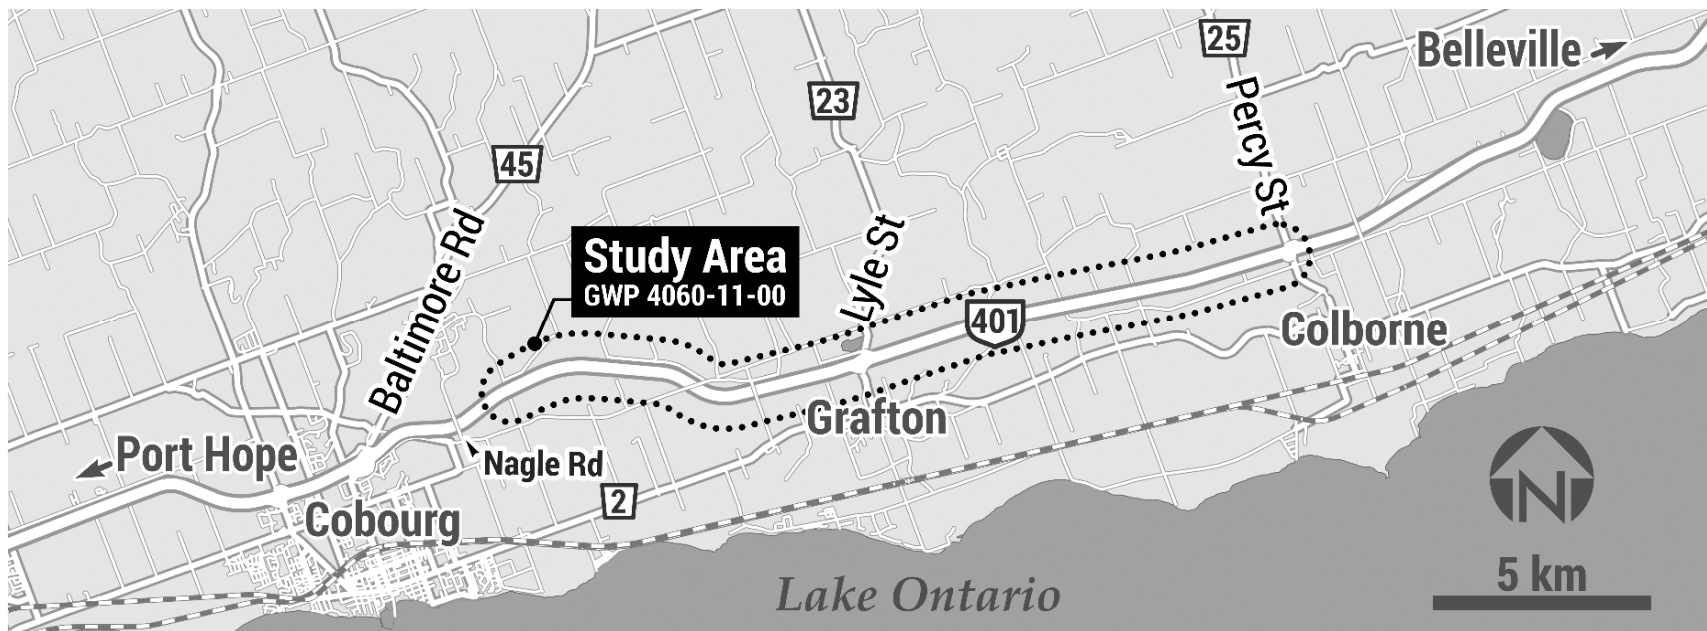 25
Belleville
23
Percy St
45
Baltimore Rd
Study Area
GWP 4060-11-00
Lyle St
401
Colborne
Grafton
Port Hope
Nagle Rd
2
Cobourg
N
5 km
Lake Ontario